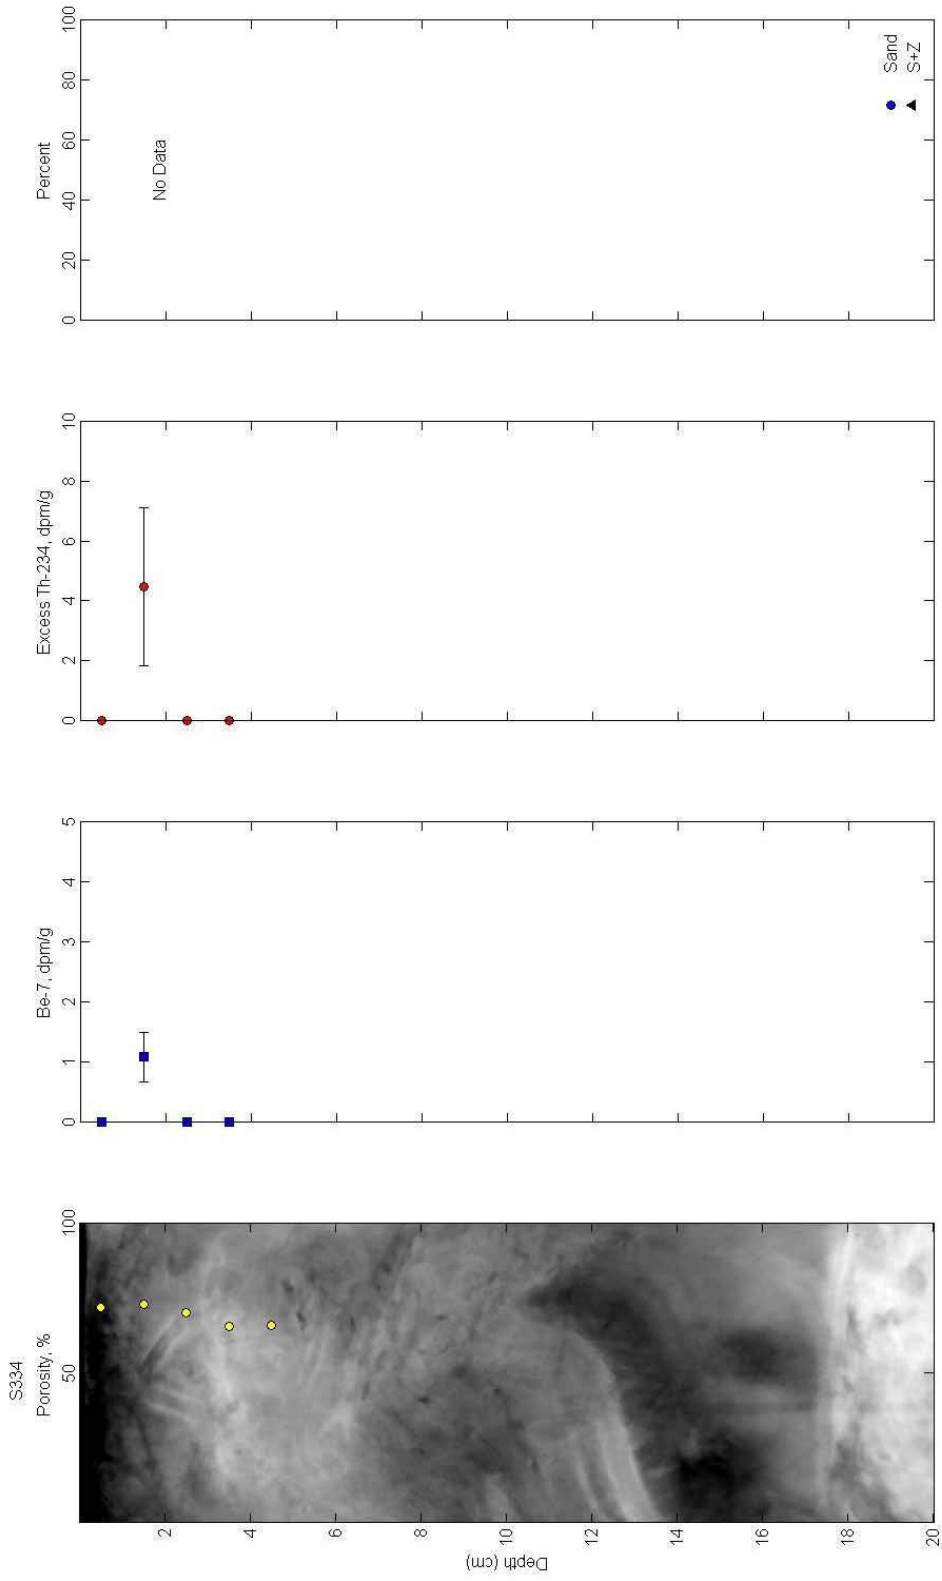 S334
Porosity, %
50 100
Depth (cm)
2
4
6
8
10
12
14
16
18
20
Be-7, dpm/g
0 1 2 3 4 5
Excess Th-234, dpm/g
0 2 4 6 8 10
Percent
0 20 40 60 80 100
No Data
Sand
S+Z